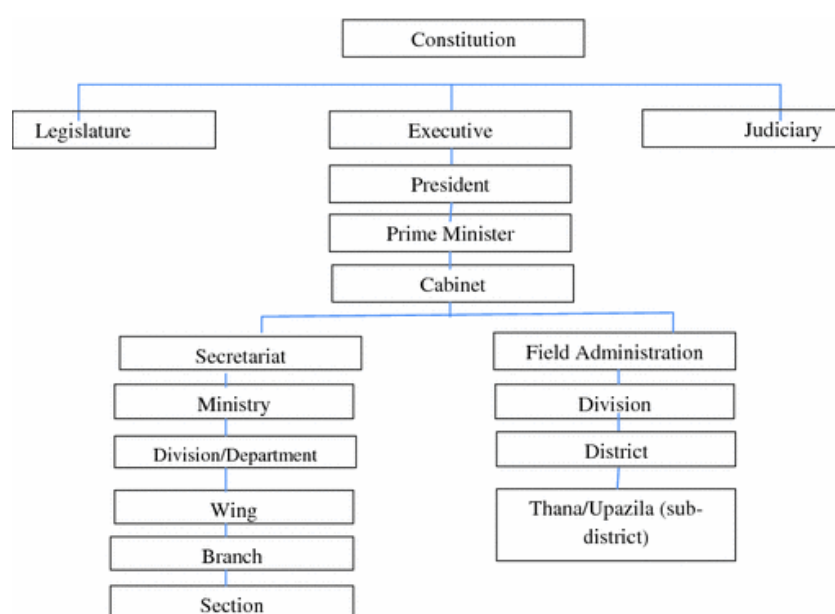 Constitution
Legislature
Executive
Judiciary
President
Prime Minister
Cabinet
Secretariat
Field Administration
Ministry
Division
Division/Department
District
Wing
Thana/Upazila (sub-
district)
Branch
Section